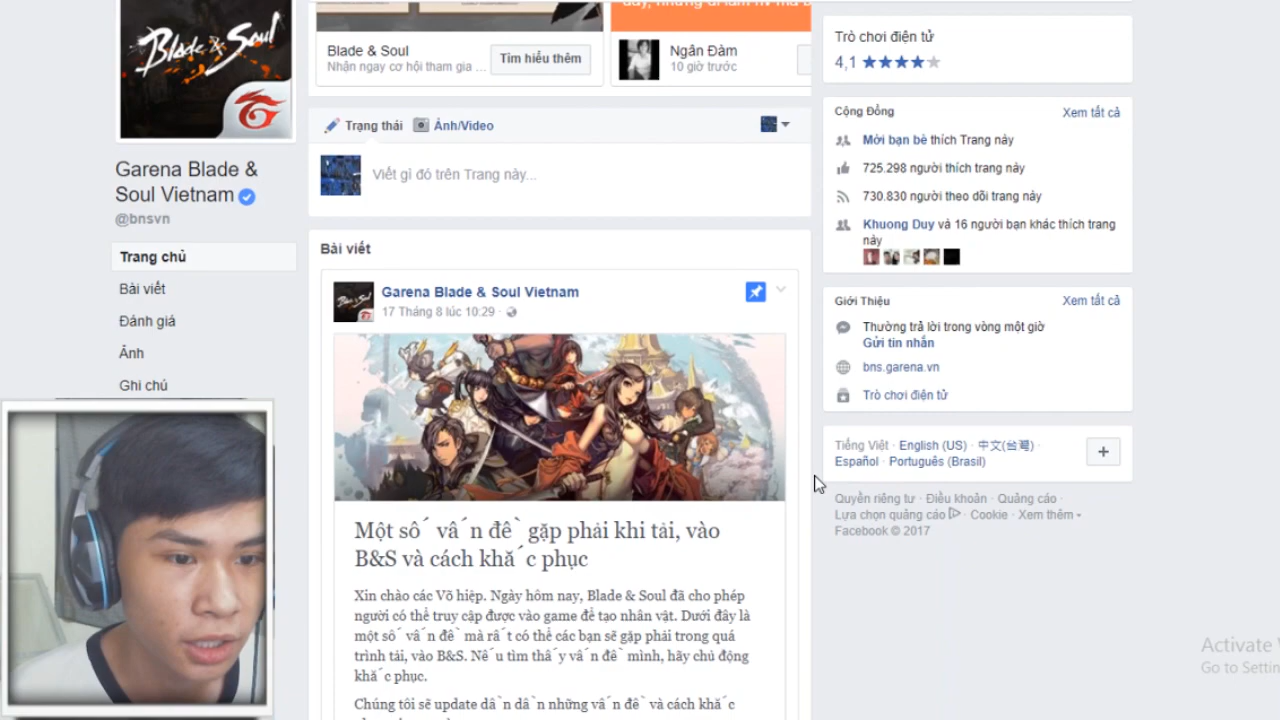 Blade & Soul
Garena Blade &
Soul Vietnam
@bnsvn
Trang chủ
Bài viết
Đánh giá
Ảnh
Ghi chú
Blade & Soul
Nhận ngay cơ hội tham gia ...
Tìm hiểu thêm
Ngân Đàm
10 giờ trước
Trạng thái
Ảnh/Video
Viết gì đó trên Trang này...
Bài viết
Garena Blade & Soul Vietnam
17 Tháng 8 lúc 10:29 ·
Một số vấn đề gặp phải khi tải, vào
B&S và cách khắc phục
Xin chào các Võ hiệp. Ngày hôm nay, Blade & Soul đã cho phép
người có thể truy cập được vào game để tạo nhân vật. Dưới đây là
một số vấn đề mà rất có thể các bạn sẽ gặp phải trong quá
trình tải, vào B&S. Nếu tìm thấy vấn đề mình, hãy chủ động
khắc phục.
Chúng tôi sẽ update dần dần những vấn đề và cách khắc
Trò chơi điện tử
4,1
Cộng Đồng
Xem tất cả
Mời bạn bè thích Trang này
725.298 người thích trang này
730.830 người theo dõi trang này
Khuong Duy và 16 người bạn khác thích trang
này
Giới Thiệu
Xem tất cả
Thường trả lời trong vòng một giờ
Gửi tin nhắn
bns.garena.vn
Trò chơi điện tử
Tiếng Việt · English (US) · 中文(台灣) ·
Español · Português (Brasil)
+
Quyền riêng tư · Điều khoản · Quảng cáo ·
Lựa chọn quảng cáo · Cookie · Xem thêm
Facebook © 2017
Activate
Go to